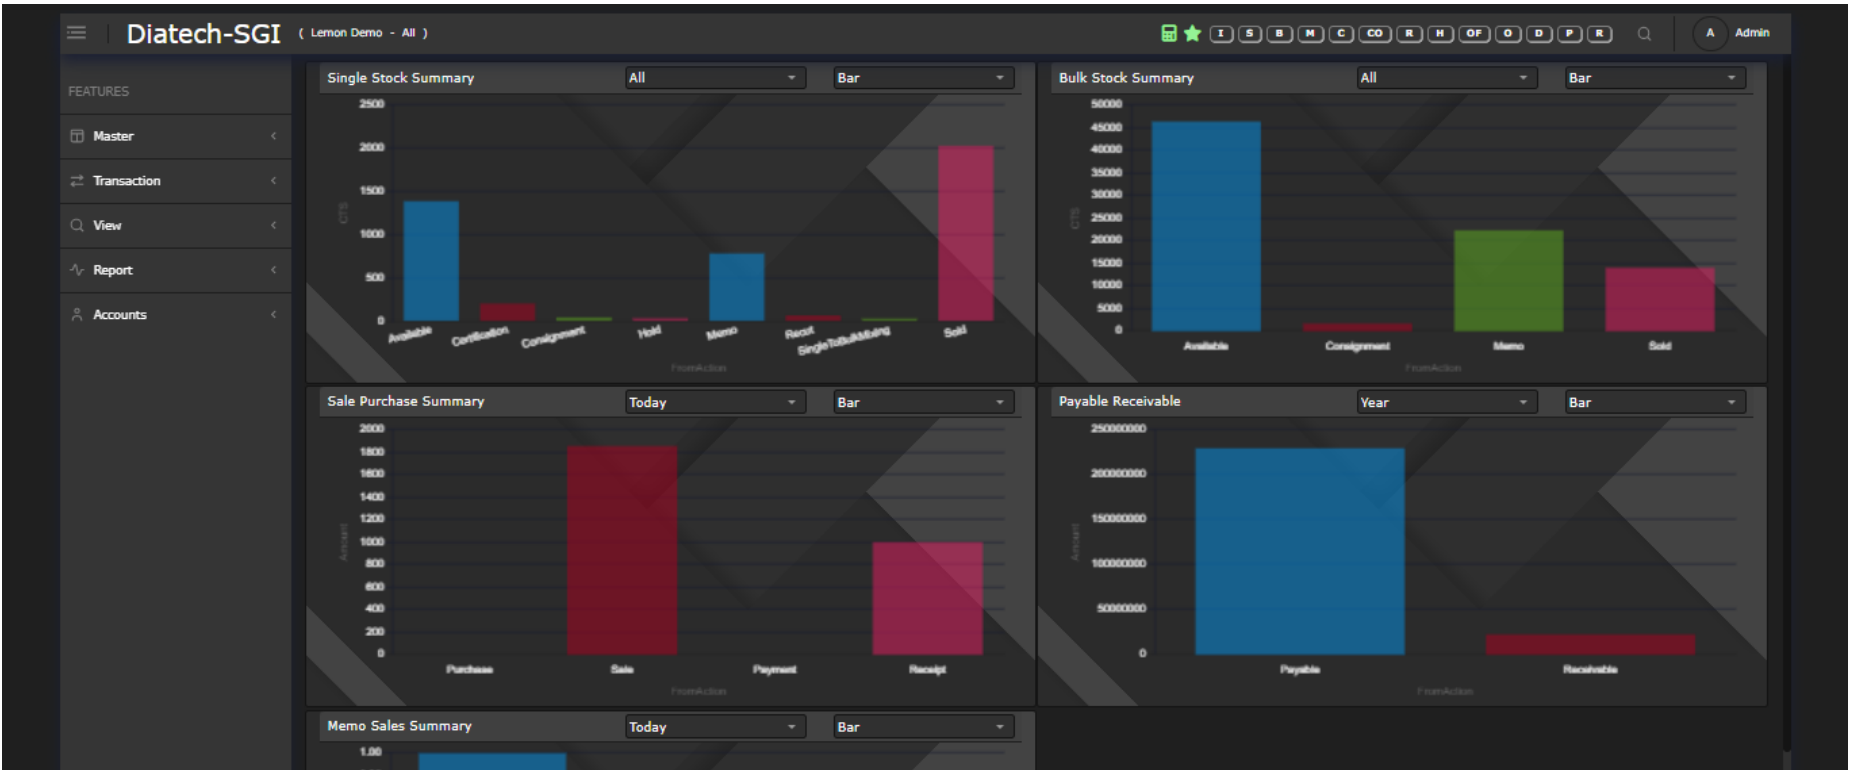 Diatech-SGI ( Lemon Demo - All ) I S B M C CO R H OF O D P R A Admin
FEATURES
Master
Transaction
View
Report
Accounts
Single Stock Summary All Bar
2500
2000
1500
1000
500
0
CTS
Available Certification Consignment Hold Memo Recut SingleToBulkMixing Sold
FromAction
Bulk Stock Summary All Bar
50000
45000
40000
35000
30000
25000
20000
15000
10000
5000
0
CTS
Available Consignment Memo Sold
FromAction
Sale Purchase Summary Today Bar
2000
1800
1600
1400
1200
1000
800
600
400
200
0
Amount
Purchase Sale Payment Receipt
FromAction
Payable Receivable Year Bar
250000000
200000000
150000000
100000000
50000000
0
Amount
Payable Receivable
FromAction
Memo Sales Summary Today Bar
1.00